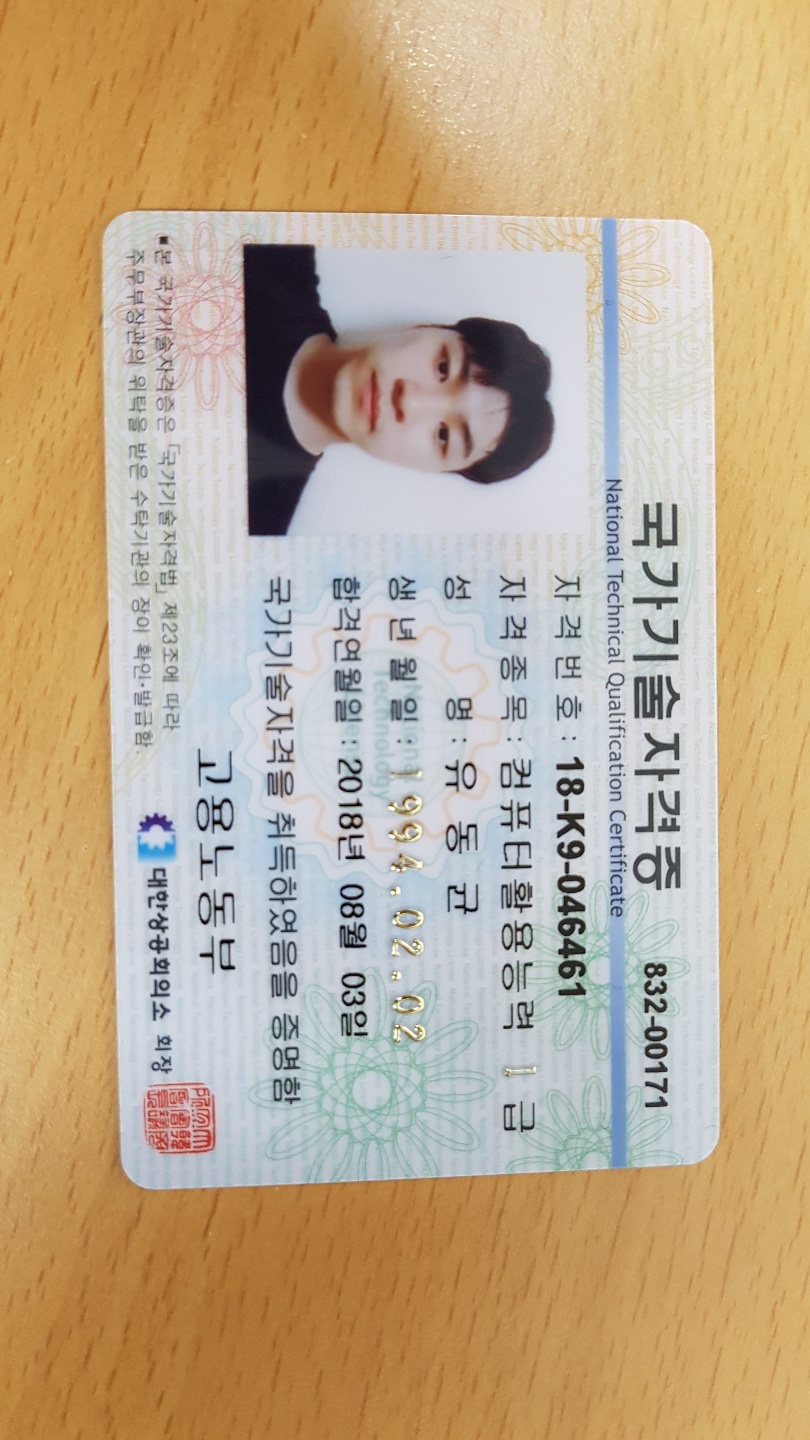 국가기술자격증
832-00171
National Technical Qualification Certificate
자격번호 : 18-K9-046461
자격종목 : 컴퓨터활용능력 1급
성 명 : 유동균
생년월일 : 1994.02.02
합격연월일 : 2018년 08월 03일
국가기술자격을 취득하였음을 증명함
고용노동부
■ 본 국가기술자격증은 「국가기술자격법」 제23조에 따라
주무부장관의 위탁을 받은 수탁기관의 장이 확인·발급함.
대한상공회의소 회장